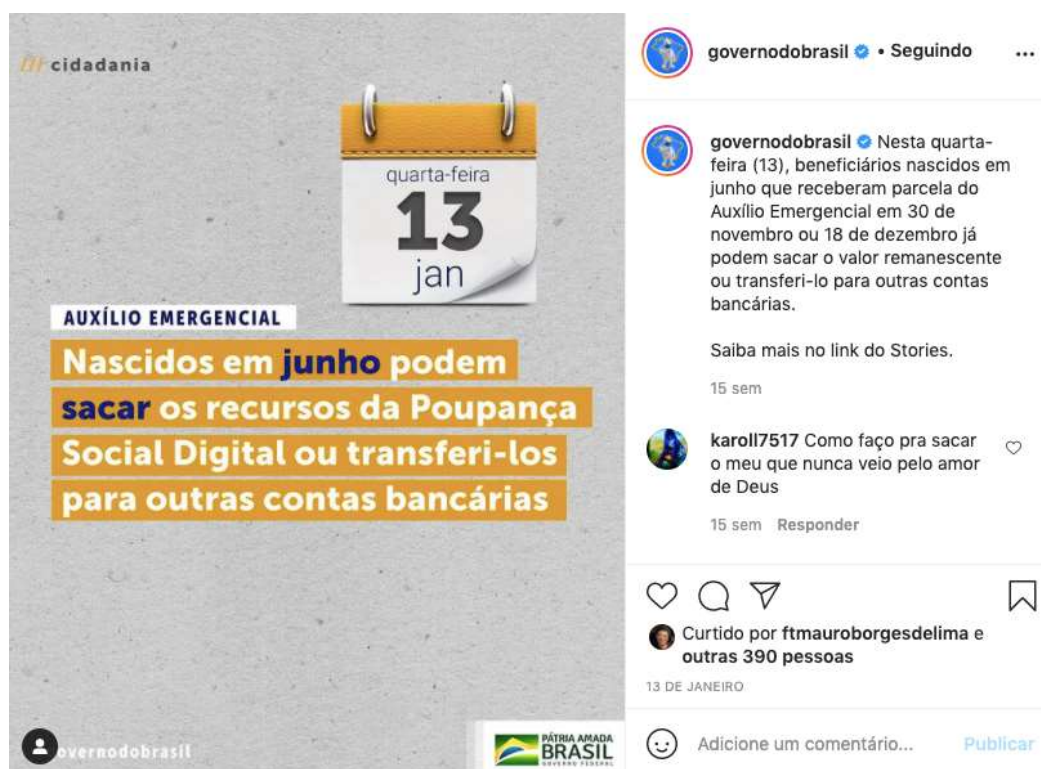 cidadania
quarta-feira
13
jan
AUXÍLIO EMERGENCIAL
Nascidos em junho podem
sacar os recursos da Poupança
Social Digital ou transferi-los
para outras contas bancárias
overnodobrasil
PÁTRIA AMADA
BRASIL
GOVERNO FEDERAL
governodobrasil • Seguindo
...
governodobrasil Nesta quarta-
feira (13), beneficiários nascidos em
junho que receberam parcela do
Auxílio Emergencial em 30 de
novembro ou 18 de dezembro já
podem sacar o valor remanescente
ou transferi-lo para outras contas
bancárias.
Saiba mais no link do Stories.
15 sem
karoll7517 Como faço pra sacar
o meu que nunca veio pelo amor
de Deus
15 sem Responder
Curtido por ftmauroborgesdelima e
outras 390 pessoas
13 DE JANEIRO
Adicione um comentário... Publicar